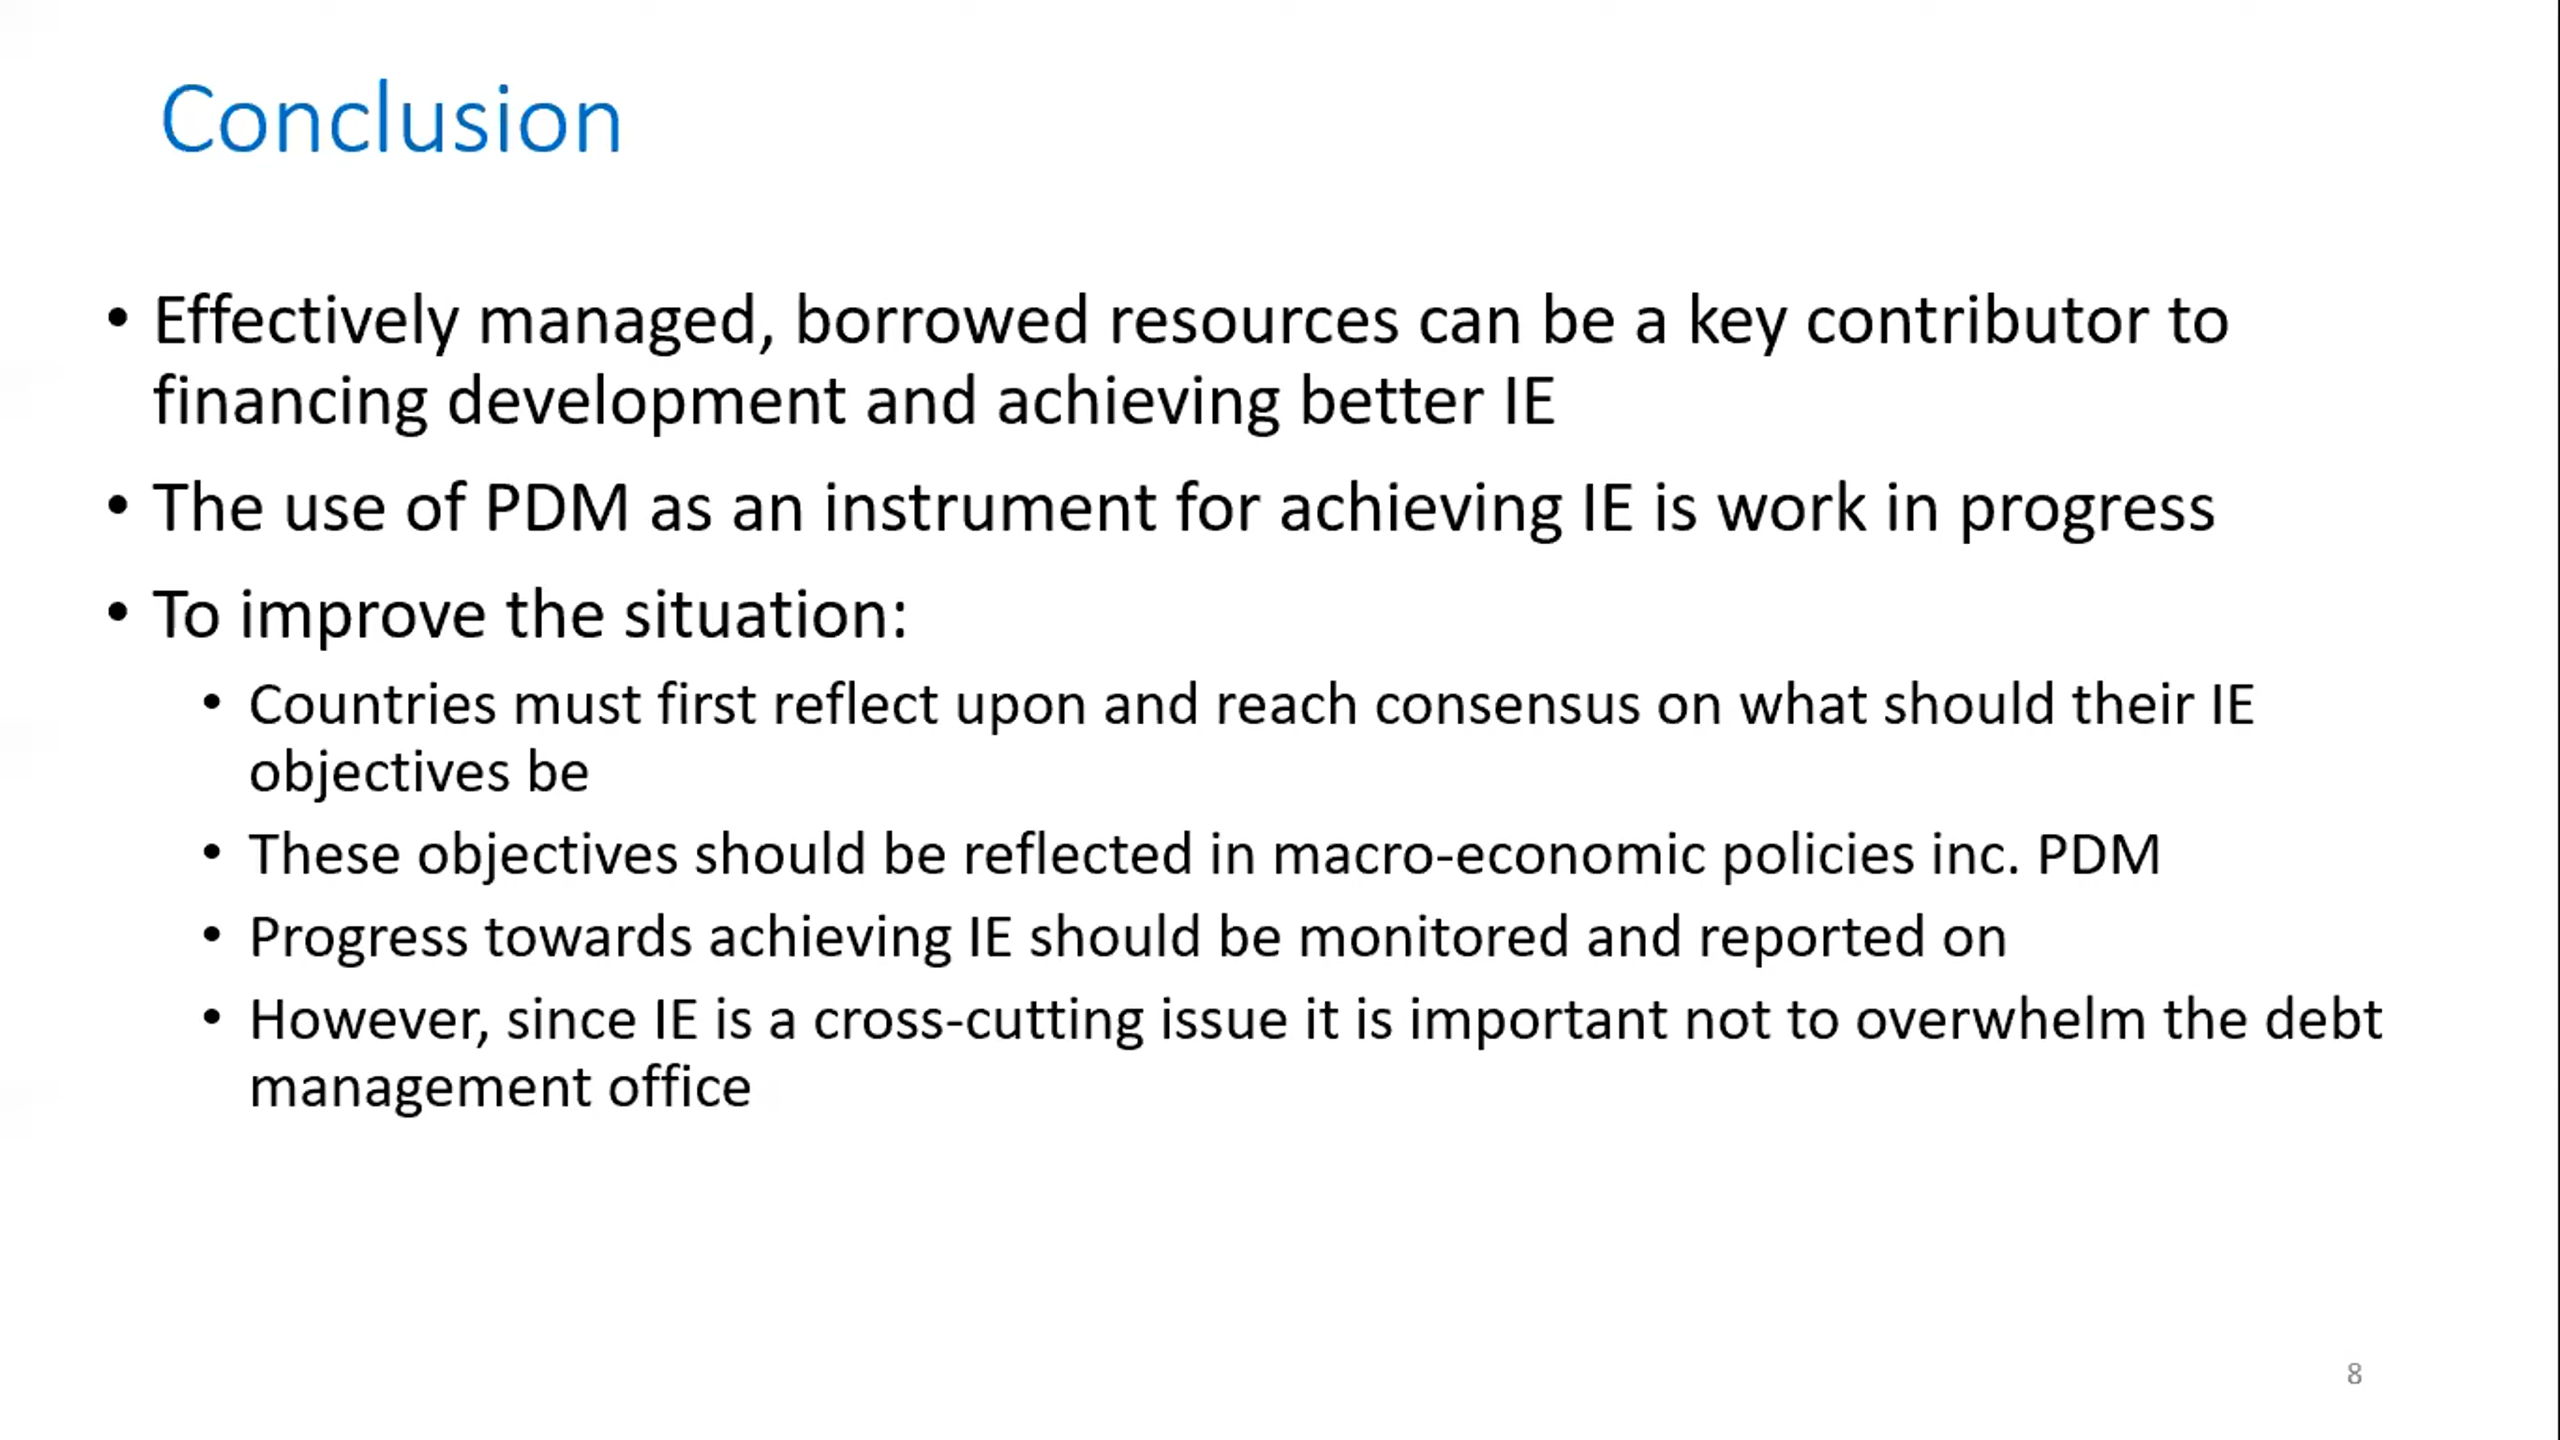 Conclusion
• Effectively managed, borrowed resources can be a key contributor to
financing development and achieving better IE
• The use of PDM as an instrument for achieving IE is work in progress
• To improve the situation:
• Countries must first reflect upon and reach consensus on what should their IE
objectives be
• These objectives should be reflected in macro-economic policies inc. PDM
• Progress towards achieving IE should be monitored and reported on
• However, since IE is a cross-cutting issue it is important not to overwhelm the debt
management office
8